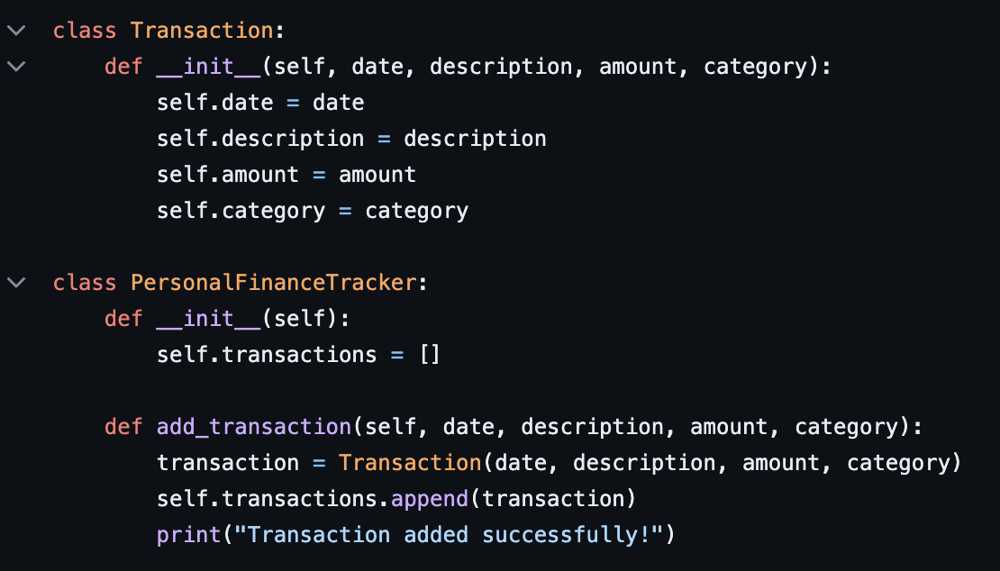 class Transaction:
    def __init__(self, date, description, amount, category):
        self.date = date
        self.description = description
        self.amount = amount
        self.category = category

class PersonalFinanceTracker:
    def __init__(self):
        self.transactions = []

    def add_transaction(self, date, description, amount, category):
        transaction = Transaction(date, description, amount, category)
        self.transactions.append(transaction)
        print("Transaction added successfully!")